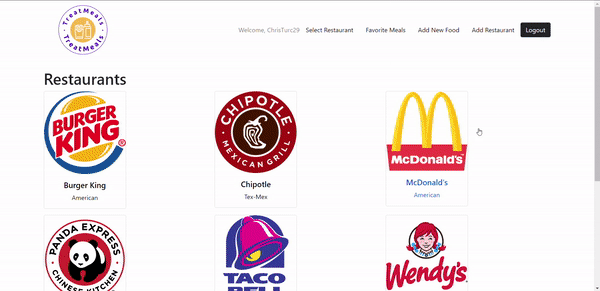 TreatMeals
TreatMeals
Welcome, ChrisTurc29 Select Restaurant Favorite Meals Add New Food Add Restaurant Logout
Restaurants
BURGER
KING
®
Burger King
American
CHIPOTLE
MEXICAN GRILL
Chipotle
Tex-Mex
McDonald's
McDonald's
American
PANDA EXPRESS
CHINESE KITCHEN
TACO
BELL
Wendy's